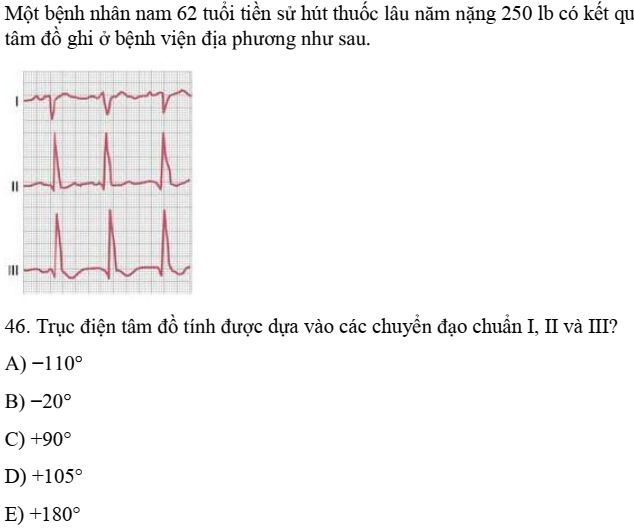 Một bệnh nhân nam 62 tuổi tiền sử hút thuốc lâu năm nặng 250 lb có kết qu
tâm đồ ghi ở bệnh viện địa phương như sau.
I
II
III
46. Trục điện tâm đồ tính được dựa vào các chuyển đạo chuẩn I, II và III?
A) −110°
B) −20°
C) +90°
D) +105°
E) +180°